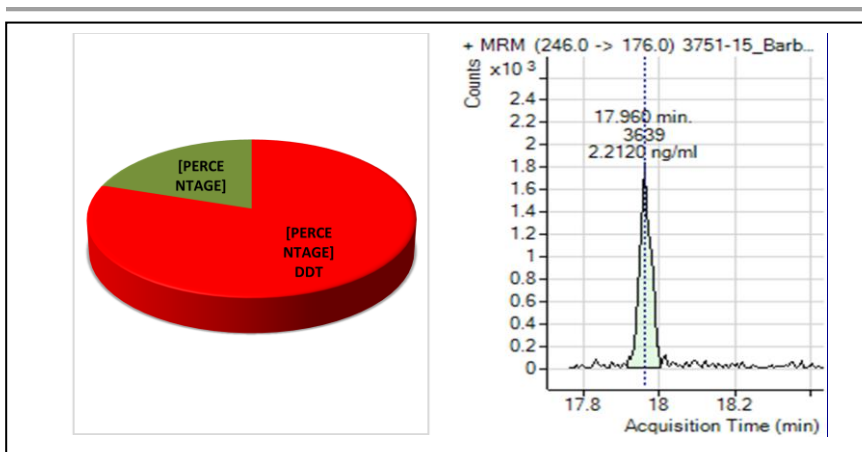 [PERCE
NTAGE]
[PERCE
NTAGE]
DDT
+ MRM (246.0 -> 176.0) 3751-15_Barb...
Counts
x10 3
2.4
2.2
2
1.8
1.6
1.4
1.2
1
0.8
0.6
0.4
0.2
0
17.960 min.
3639
2.2120 ng/ml
17.8
18
18.2
Acquisition Time (min)